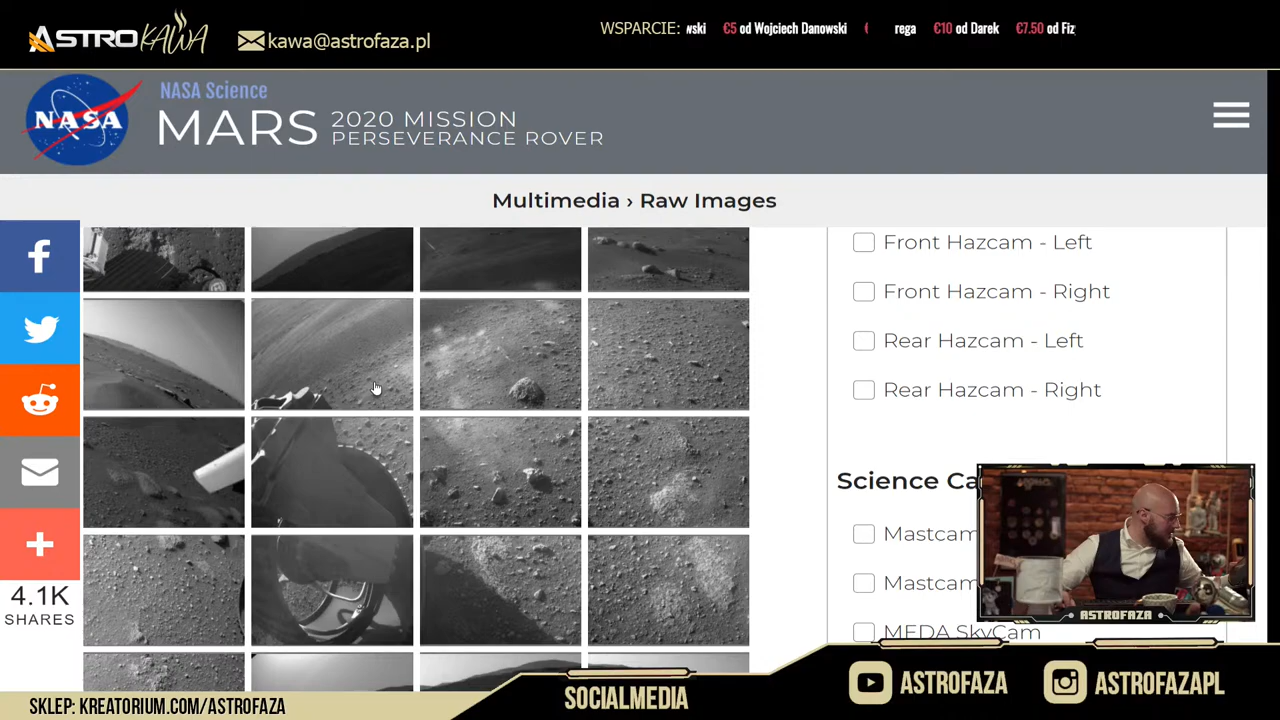 ASTROKAWA
kawa@astrofaza.pl
WSPARCIE: wski €5 od Wojciech Danowski € rega €10 od Darek €7.50 od Fiz
NASA
NASA Science
MARS
2020 MISSION
PERSEVERANCE ROVER
Multimedia › Raw Images
Front Hazcam - Left
Front Hazcam - Right
Rear Hazcam - Left
Rear Hazcam - Right
Science Ca
Mastcam
Mastcam
MEDA SkyCam
4.1K
SHARES
ASTROFAZA
SKLEP: KREATORIUM.COM/ASTROFAZA
SOCIALMEDIA
ASTROFAZA
ASTROFAZAPL